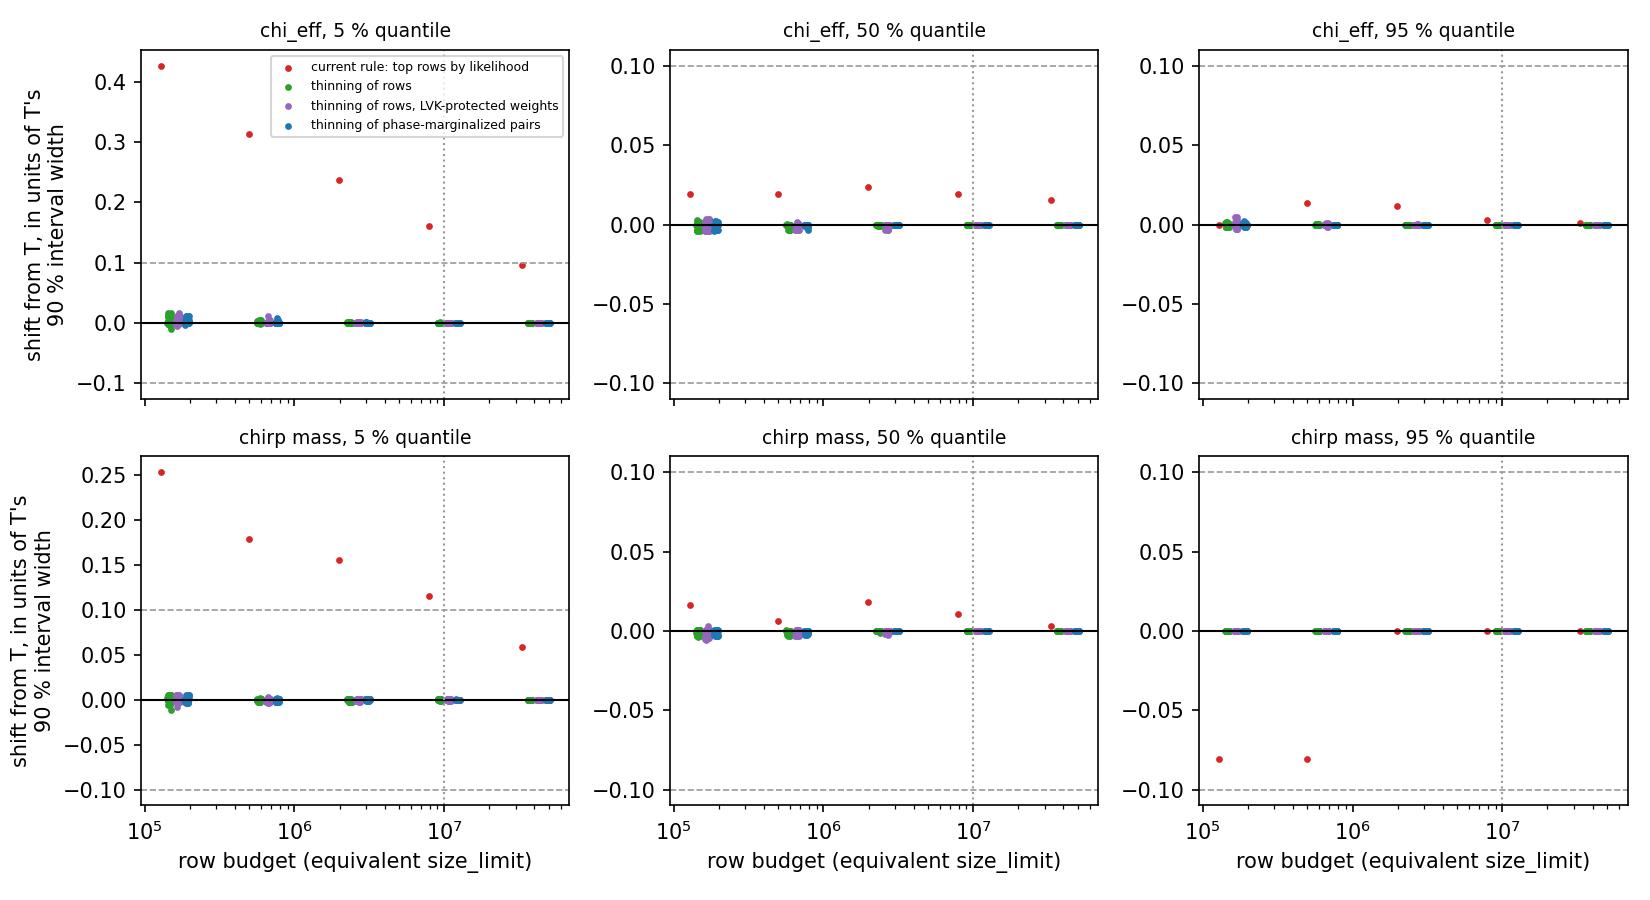 chi_eff, 5 % quantile
chi_eff, 50 % quantile
chi_eff, 95 % quantile
shift from T, in units of T's
90 % interval width
0.4
0.3
0.2
0.1
0.0
−0.1
current rule: top rows by likelihood
thinning of rows
thinning of rows, LVK-protected weights
thinning of phase-marginalized pairs
0.10
0.05
0.00
−0.05
−0.10
0.10
0.05
0.00
−0.05
−0.10
chirp mass, 5 % quantile
chirp mass, 50 % quantile
chirp mass, 95 % quantile
shift from T, in units of T's
90 % interval width
0.25
0.20
0.15
0.10
0.05
0.00
−0.05
−0.10
0.10
0.05
0.00
−0.05
−0.10
0.10
0.05
0.00
−0.05
−0.10
10⁵ 10⁶ 10⁷
10⁵ 10⁶ 10⁷
10⁵ 10⁶ 10⁷
row budget (equivalent size_limit)
row budget (equivalent size_limit)
row budget (equivalent size_limit)